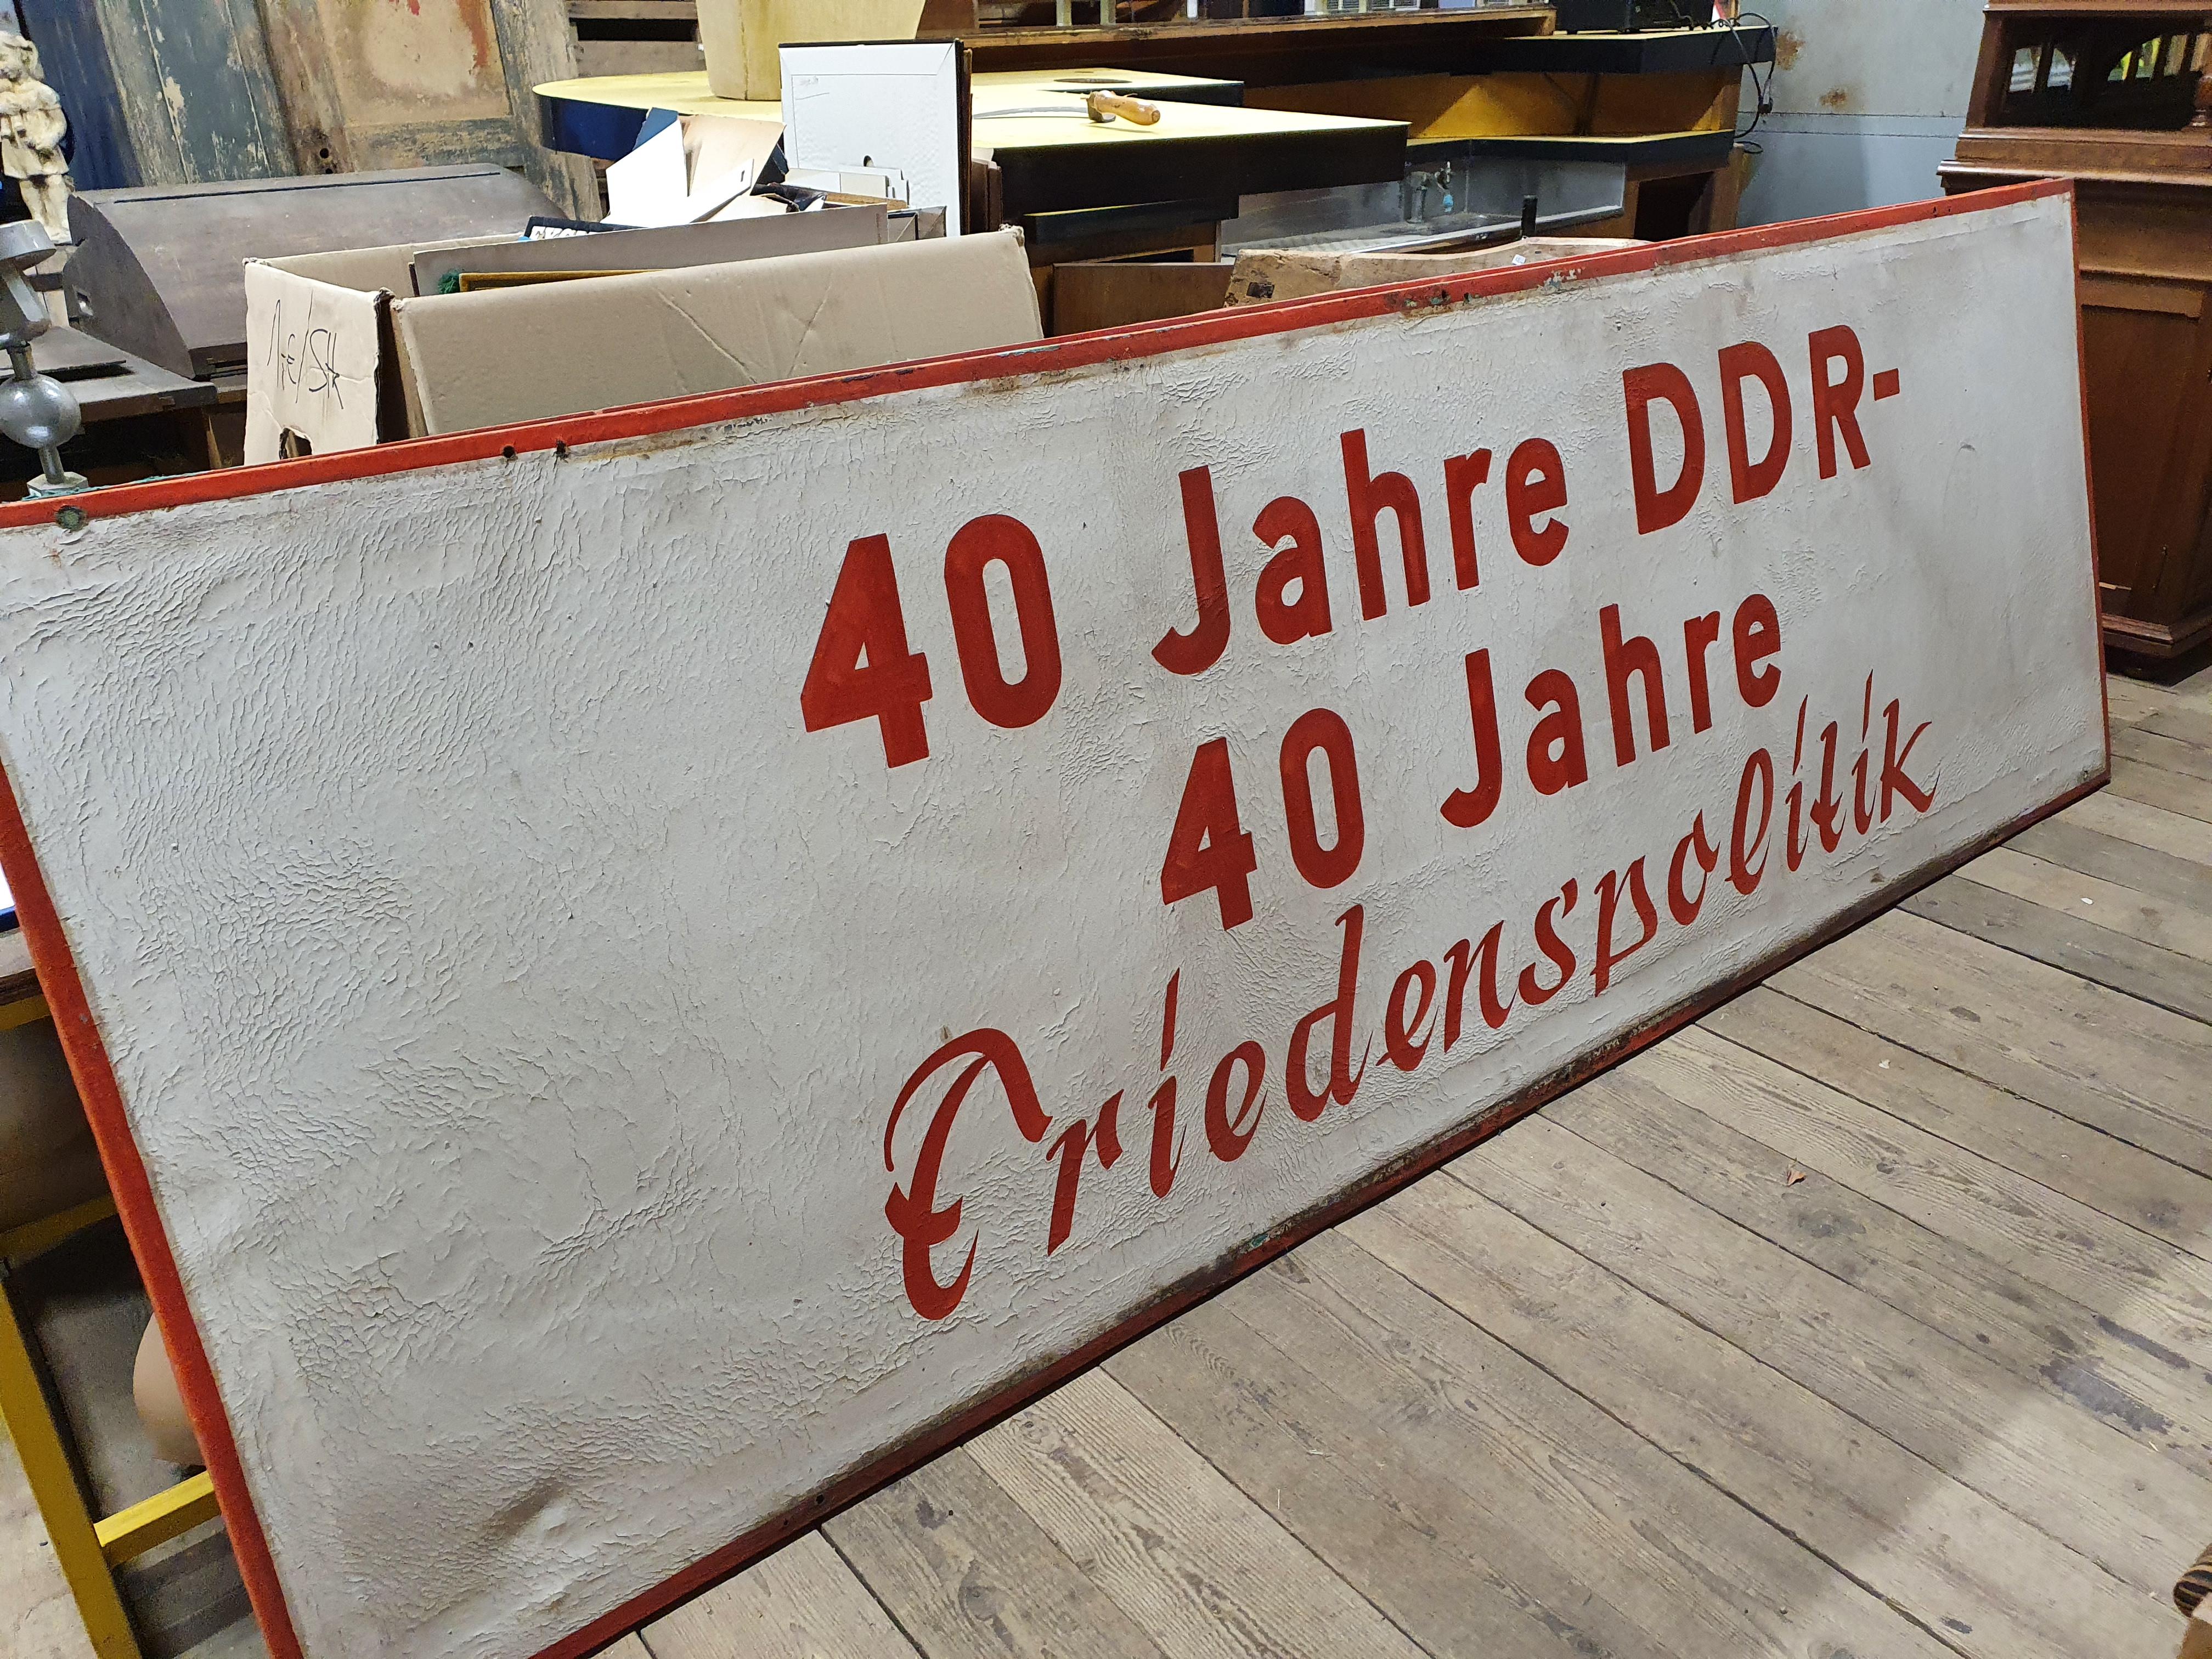 40 Jahre DDR-
40 Jahre
Friedenspolitik